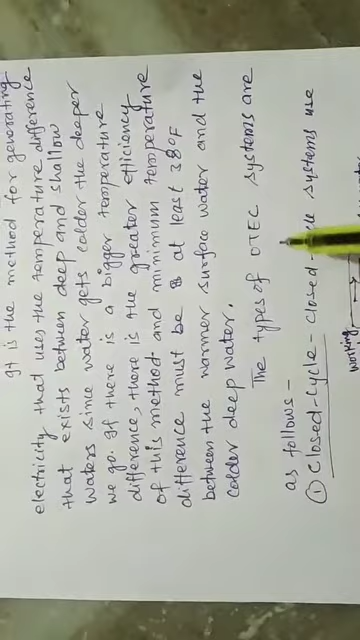 It is the method for generating
electricity that uses the temperature difference
that exists between deep and shallow
waters since water gets colder the deeper
we go. If there is a bigger temperature
difference, there is the greater efficiency
of this method and minimum temperature
difference must be at least 38°F
between the warmer surface water and the
colder deep water.
The types of OTEC systems are
as follows-
① Closed-Cycle- Closed- systems use
Working